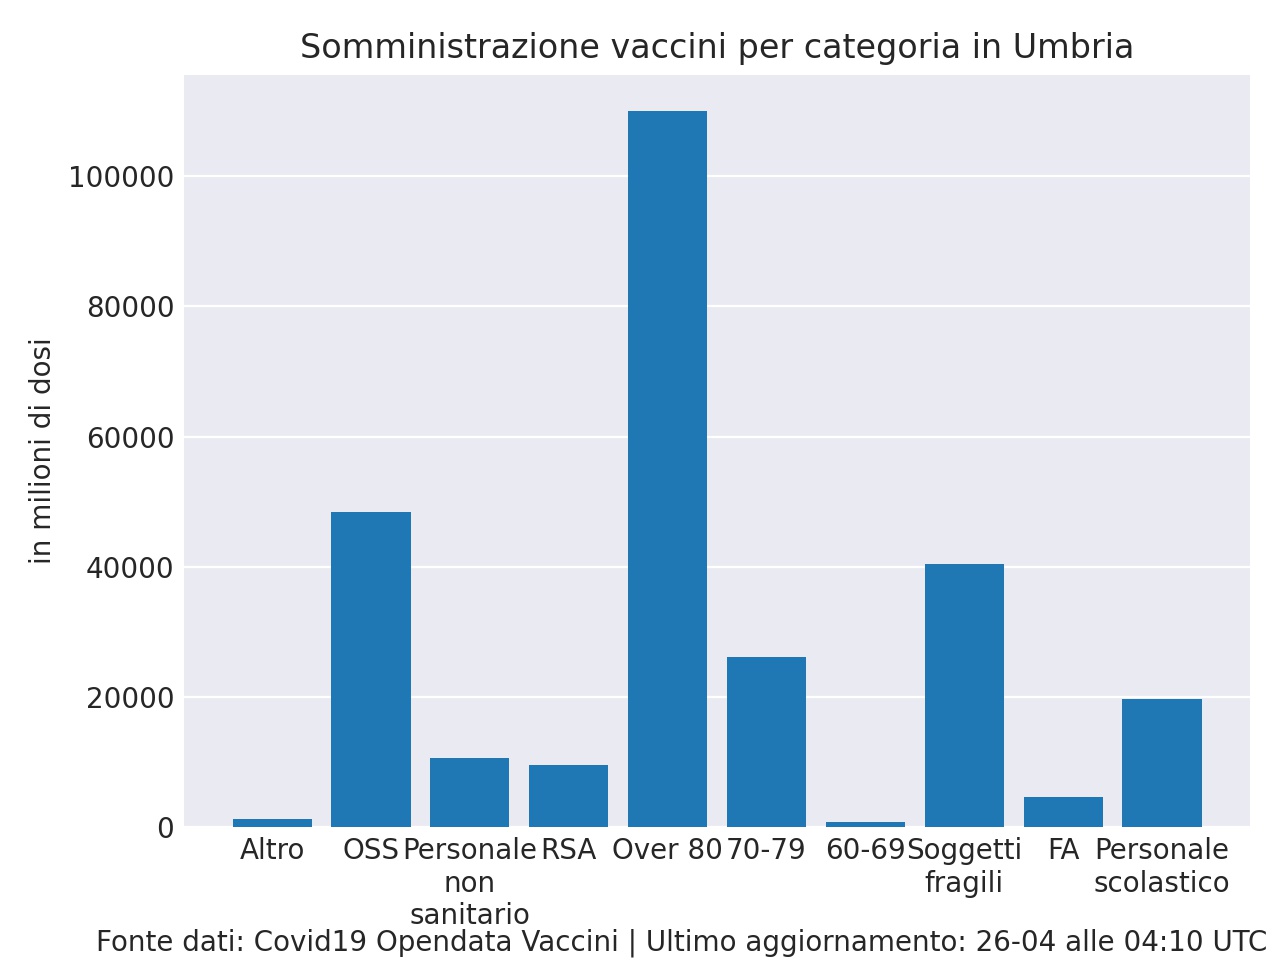 Somministrazione vaccini per categoria in Umbria
in milioni di dosi
100000
80000
60000
40000
20000
0
Altro OSS Personale RSA Over 80 70-79 60-69 Soggetti FA Personale
non fragili scolastico
sanitario
Fonte dati: Covid19 Opendata Vaccini | Ultimo aggiornamento: 26-04 alle 04:10 UTC